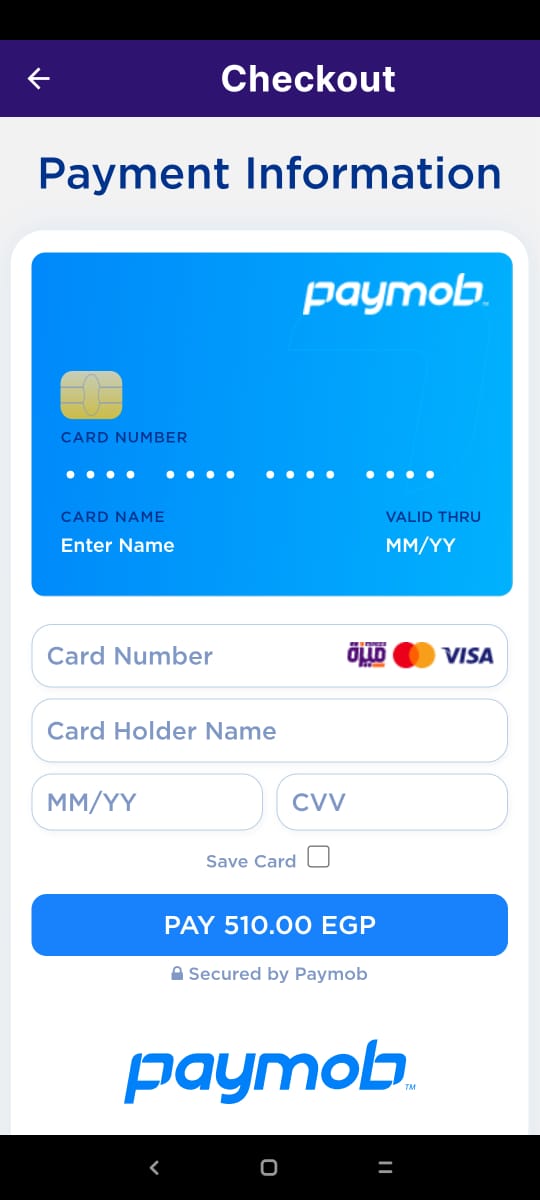 Checkout
Payment Information
paymob™
CARD NUMBER
•••• •••• •••• ••••
CARD NAME
VALID THRU
Enter Name
MM/YY
Card Number ميزة VISA
Card Holder Name
MM/YY
CVV
Save Card
PAY 510.00 EGP
Secured by Paymob
paymob™